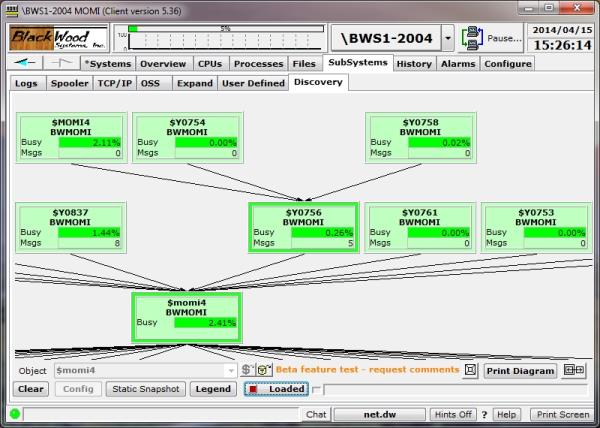 \BWS1-2004 MOMI (Client version 5.36)
BlackWood
Systems, Inc.
100
0
5%
\BWS1-2004
Pause...
2014/04/15
15:26:14
*Systems Overview CPUs Processes Files SubSystems History Alarms Configure
Logs Spooler TCP/IP OSS Expand User Defined Discovery
$MOMI4 $Y0754 $Y0758
BWMOMI BWMOMI BWMOMI
Busy 2.11% Busy 0.00% Busy 0.02%
Msgs 0 Msgs 0 Msgs 0
$Y0837 $Y0756 $Y0761 $Y0753
BWMOMI BWMOMI BWMOMI BWMOMI
Busy 1.44% Busy 0.26% Busy 0.00% Busy 0.00%
Msgs 8 Msgs 5 Msgs 0 Msgs 0
$momi4
BWMOMI
Busy 2.41%
Object $momi4 $ Beta feature test - request comments Print Diagram
Clear Config Static Snapshot Legend Loaded
Chat net.dw Hints Off ? Help Print Screen